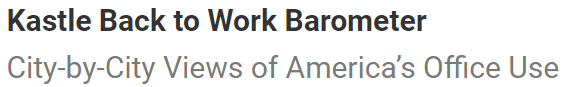 Kastle Back to Work Barometer
City-by-City Views of America’s Office Use